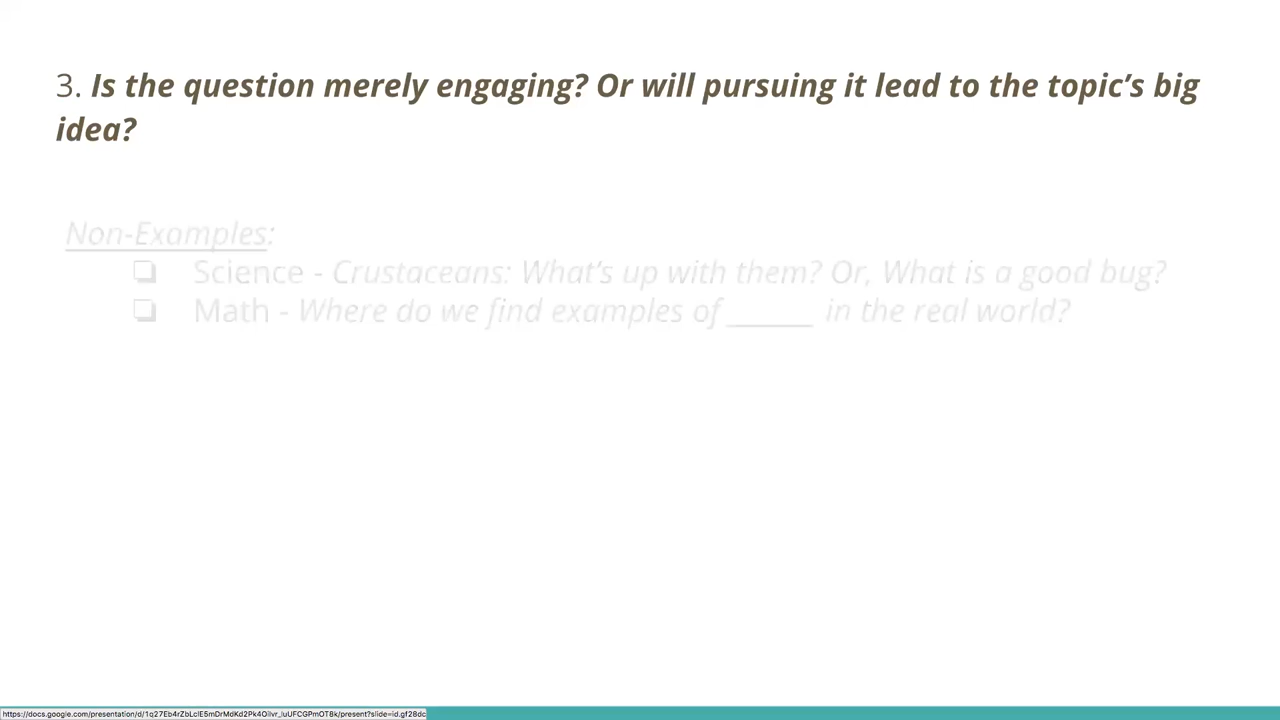 3. Is the question merely engaging? Or will pursuing it lead to the topic’s big
idea?
Non-Examples:
❏ Science - Crustaceans: What’s up with them? Or, What is a good bug?
❏ Math - Where do we find examples of ______ in the real world?